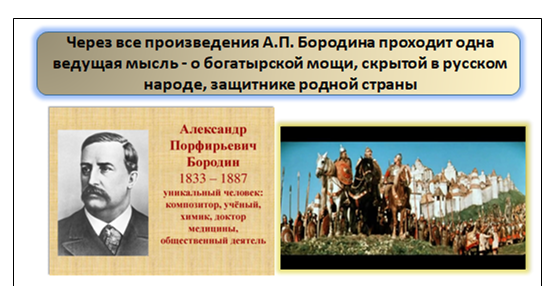 Через все произведения А.П. Бородина проходит одна
ведущая мысль - о богатырской мощи, скрытой в русском
народе, защитнике родной страны
Александр
Порфирьевич
Бородин
1833 – 1887
уникальный человек:
композитор, учёный,
химик, доктор
медицины,
общественный деятель